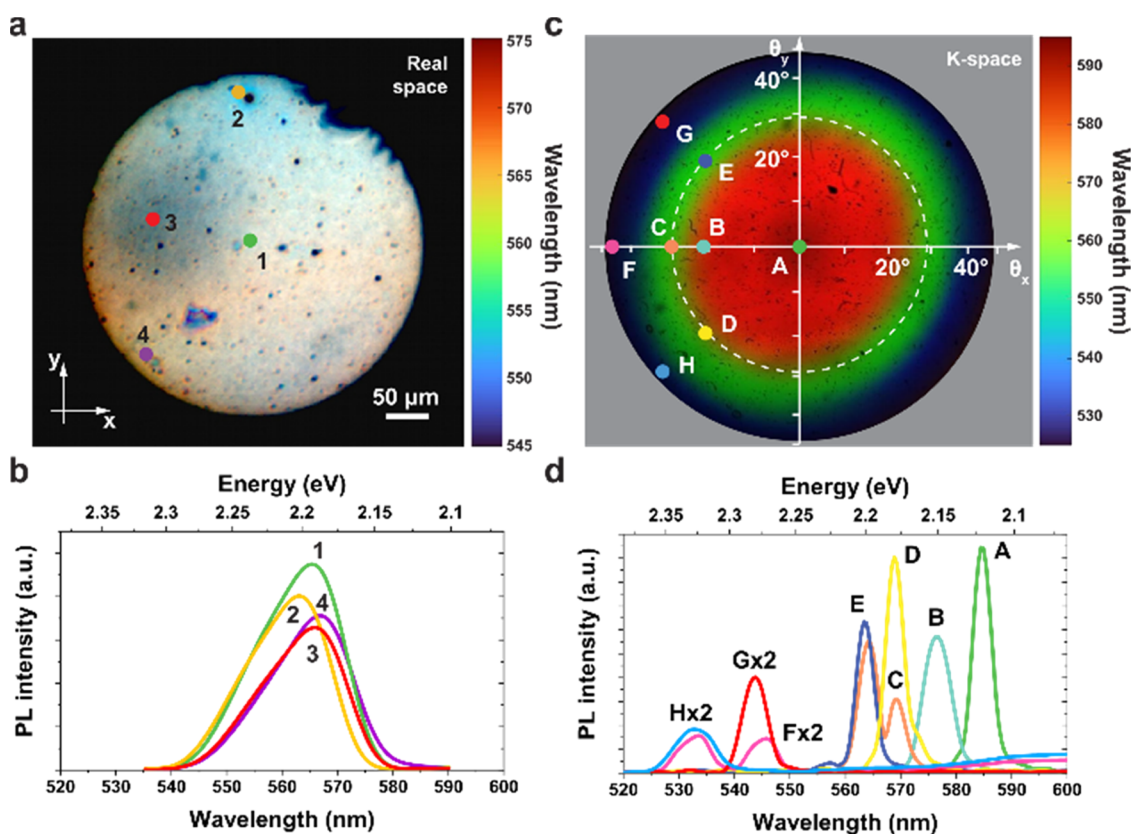 a
Real
space
2
3
1
4
y
x
50 µm
575
570
565
560
555
550
545
Wavelength (nm)
c
θy
K-space
40°
20°
G
E
C
B
F
A
20°
40°
θx
D
H
590
580
570
560
550
540
530
Wavelength (nm)
b
Energy (eV)
2.35
2.3
2.25
2.2
2.15
2.1
PL intensity (a.u.)
1
2
4
3
520
530
540
550
560
570
580
590
600
Wavelength (nm)
d
Energy (eV)
2.35
2.3
2.25
2.2
2.15
2.1
PL intensity (a.u.)
D
A
E
B
Gx2
C
Hx2
Fx2
520
530
540
550
560
570
580
590
600
Wavelength (nm)